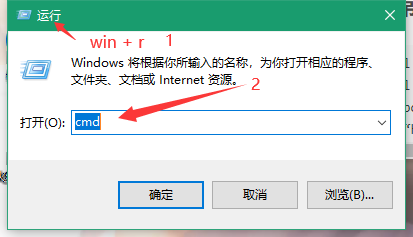 运行
win + r 1
Windows 将根据你所输入的名称，为你打开相应的程序、
文件夹、文档或 Internet 资源。
2
打开(O):
cmd
确定
取消
浏览(B)...